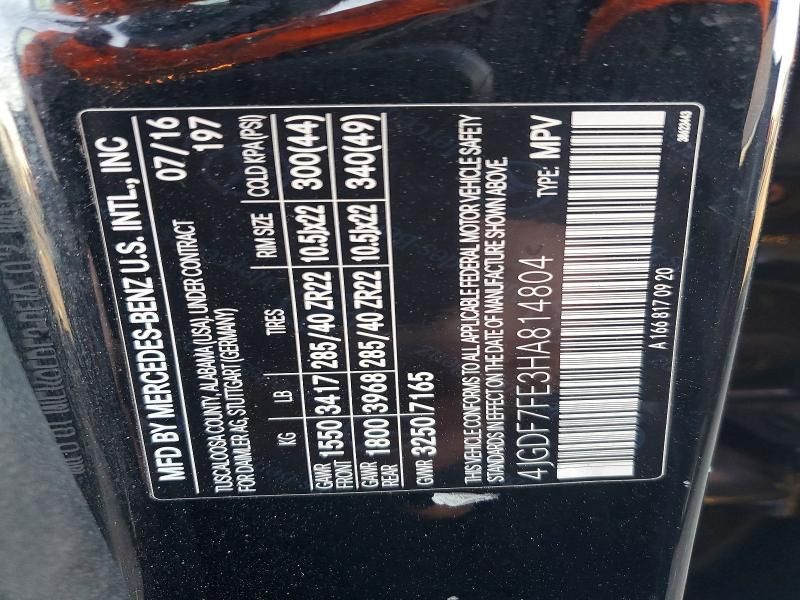 MFD BY MERCEDES-BENZ U.S. INTL., INC
TUSCALOOSA COUNTY, ALABAMA (USA), UNDER CONTRACT 07/16
FOR DAIMLER AG, STUTTGART (GERMANY) 197
KG LB TIRES RIM SIZE COLD KPA (PSI)
GAWR FRONT 1550 3417 285/40 ZR22 10.5Jx22 300(44)
GAWR REAR 1800 3968 285/40 ZR22 10.5Jx22 340(49)
GVWR 3250 7165
THIS VEHICLE CONFORMS TO ALL APPLICABLE FEDERAL MOTOR VEHICLE SAFETY
STANDARDS IN EFFECT ON THE DATE OF MANUFACTURE SHOWN ABOVE.
4JGDF7FE3HA814804 TYPE: MPV
A 166 817 09 20